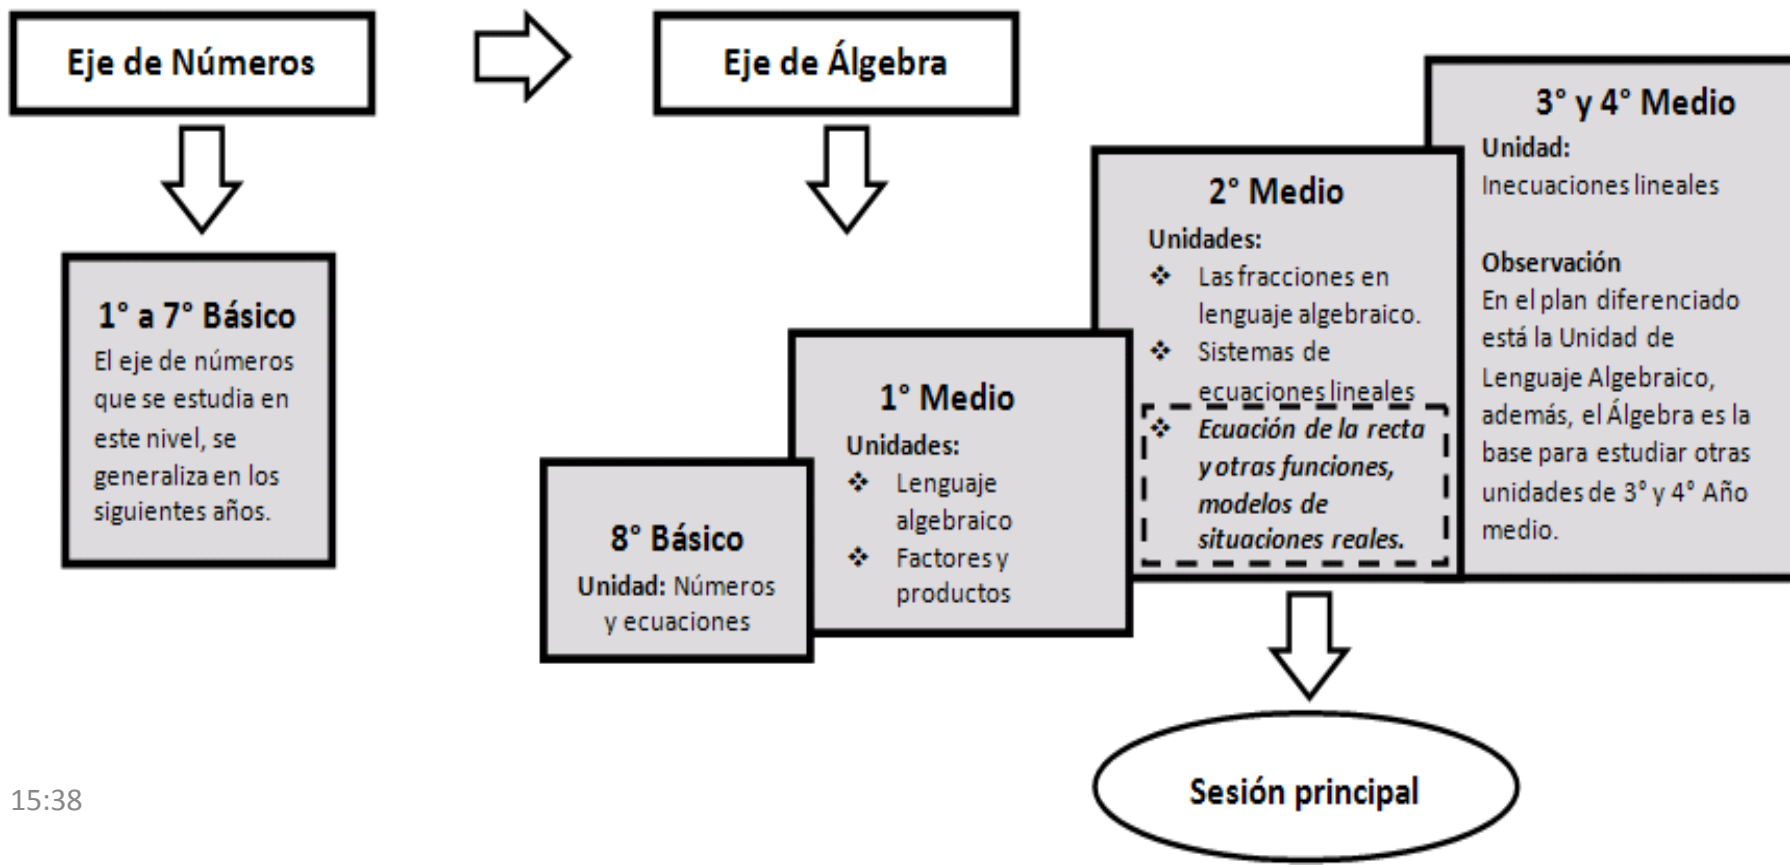 Eje de Números
Eje de Álgebra
1° a 7° Básico
El eje de números
que se estudia en
este nivel, se
generaliza en los
siguientes años.
8° Básico
Unidad: Números
y ecuaciones
1° Medio
Unidades:
❖ Lenguaje
algebraico
❖ Factores y
productos
2° Medio
Unidades:
❖ Las fracciones en
lenguaje algebraico.
❖ Sistemas de
ecuaciones lineales
❖ Ecuación de la recta
y otras funciones,
modelos de
situaciones reales.
3° y 4° Medio
Unidad:
Inecuaciones lineales
Observación
En el plan diferenciado
está la Unidad de
Lenguaje Algebraico,
además, el Álgebra es la
base para estudiar otras
unidades de 3° y 4° Año
medio.
Sesión principal
15:38